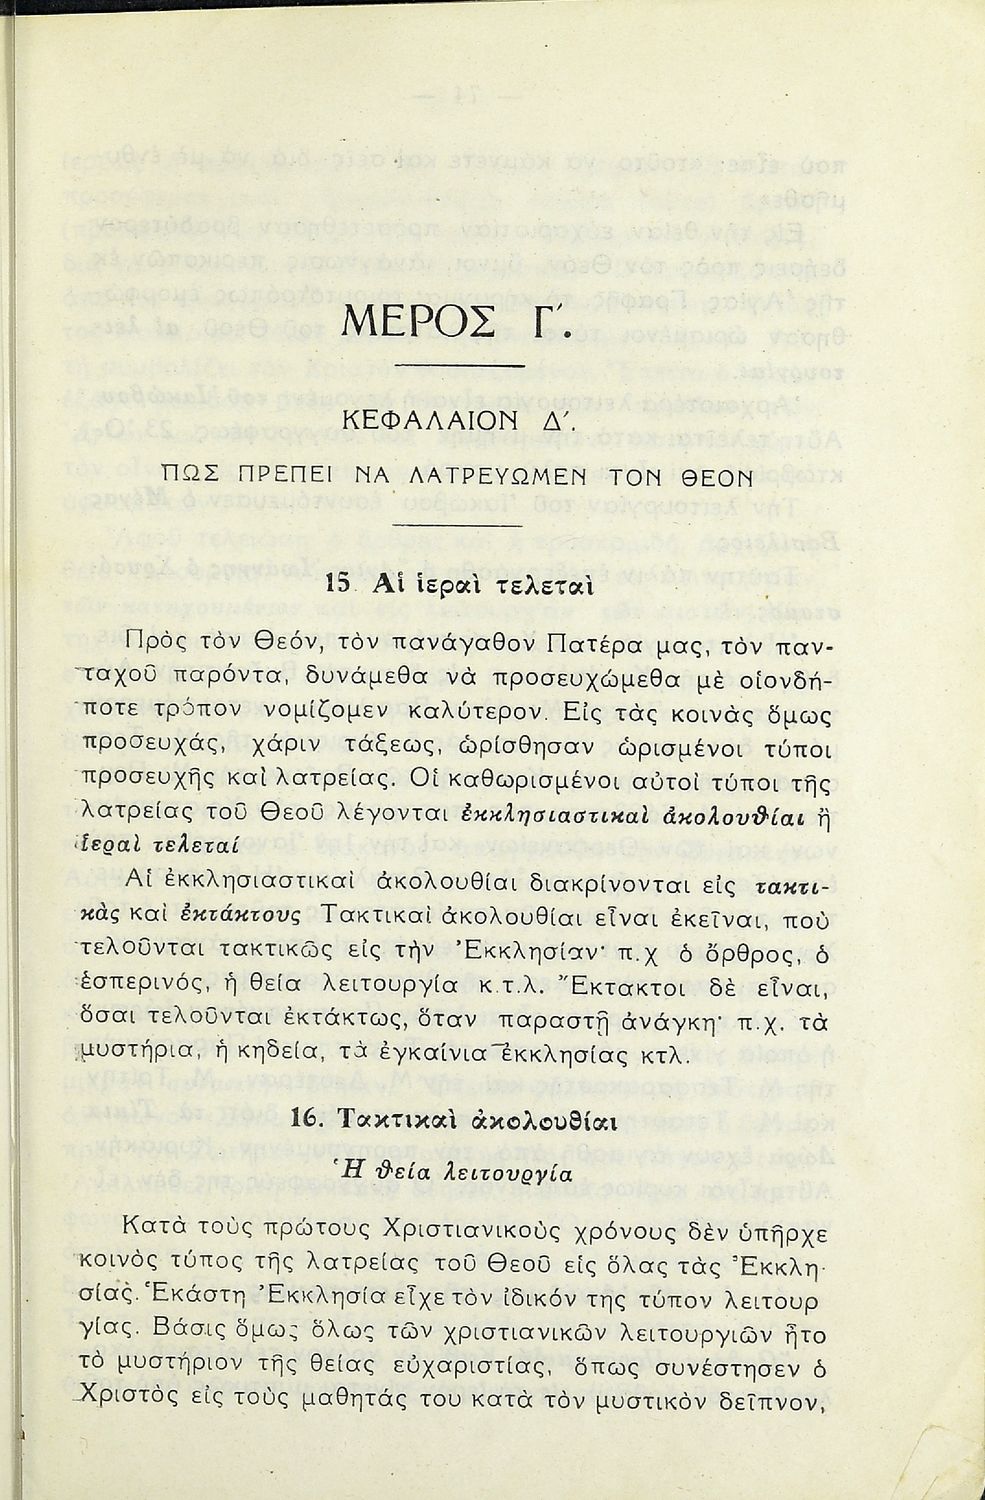 ΜΕΡΟΣ Γ΄.
ΚΕΦΑΛΑΙΟΝ Δ΄.
ΠΩΣ ΠΡΕΠΕΙ ΝΑ ΛΑΤΡΕΥΩΜΕΝ ΤΟΝ ΘΕΟΝ
15 Αἱ ἱεραὶ τελεταὶ
Πρὸς τὸν Θεόν, τὸν πανάγαθον Πατέρα μας, τὸν παν-
ταχοῦ παρόντα, δυνάμεθα νὰ προσευχώμεθα μὲ οἱονδή-
ποτε τρόπον νομίζομεν καλύτερον. Εἰς τὰς κοινὰς ὅμως
προσευχάς, χάριν τάξεως, ὡρίσθησαν ὡρισμένοι τύποι
προσευχῆς καὶ λατρείας. Οἱ καθωρισμένοι αὐτοὶ τύποι τῆς
λατρείας τοῦ Θεοῦ λέγονται ἐκκλησιαστικαὶ ἀκολουθίαι ἢ
ἱεραὶ τελεταί
Αἱ ἐκκλησιαστικαὶ ἀκολουθίαι διακρίνονται εἰς τακτι-
κὰς καὶ ἐκτάκτους Τακτικαὶ ἀκολουθίαι εἶναι ἐκεῖναι, ποὺ
τελοῦνται τακτικῶς εἰς τὴν Ἐκκλησίαν· π.χ ὁ ὄρθρος, ὁ
ἑσπερινός, ἡ θεία λειτουργία κ.τ.λ. Ἔκτακτοι δὲ εἶναι,
ὅσαι τελοῦνται ἐκτάκτως, ὅταν παραστῇ ἀνάγκη· π.χ. τὰ
μυστήρια, ἡ κηδεία, τὰ ἐγκαίνια ἐκκλησίας κτλ.
16. Τακτικαὶ ἀκολουθίαι
Ἡ θεία λειτουργία
Κατὰ τοὺς πρώτους Χριστιανικοὺς χρόνους δὲν ὑπῆρχε
κοινὸς τύπος τῆς λατρείας τοῦ Θεοῦ εἰς ὅλας τὰς Ἐκκλη-
σίας. Ἑκάστη Ἐκκλησία εἶχε τὸν ἰδικόν της τύπον λειτουρ
γίας. Βάσις ὅμως ὅλως τῶν χριστιανικῶν λειτουργιῶν ἦτο
τὸ μυστήριον τῆς θείας εὐχαριστίας, ὅπως συνέστησεν ὁ
Χριστὸς εἰς τοὺς μαθητάς του κατὰ τὸν μυστικὸν δεῖπνον,